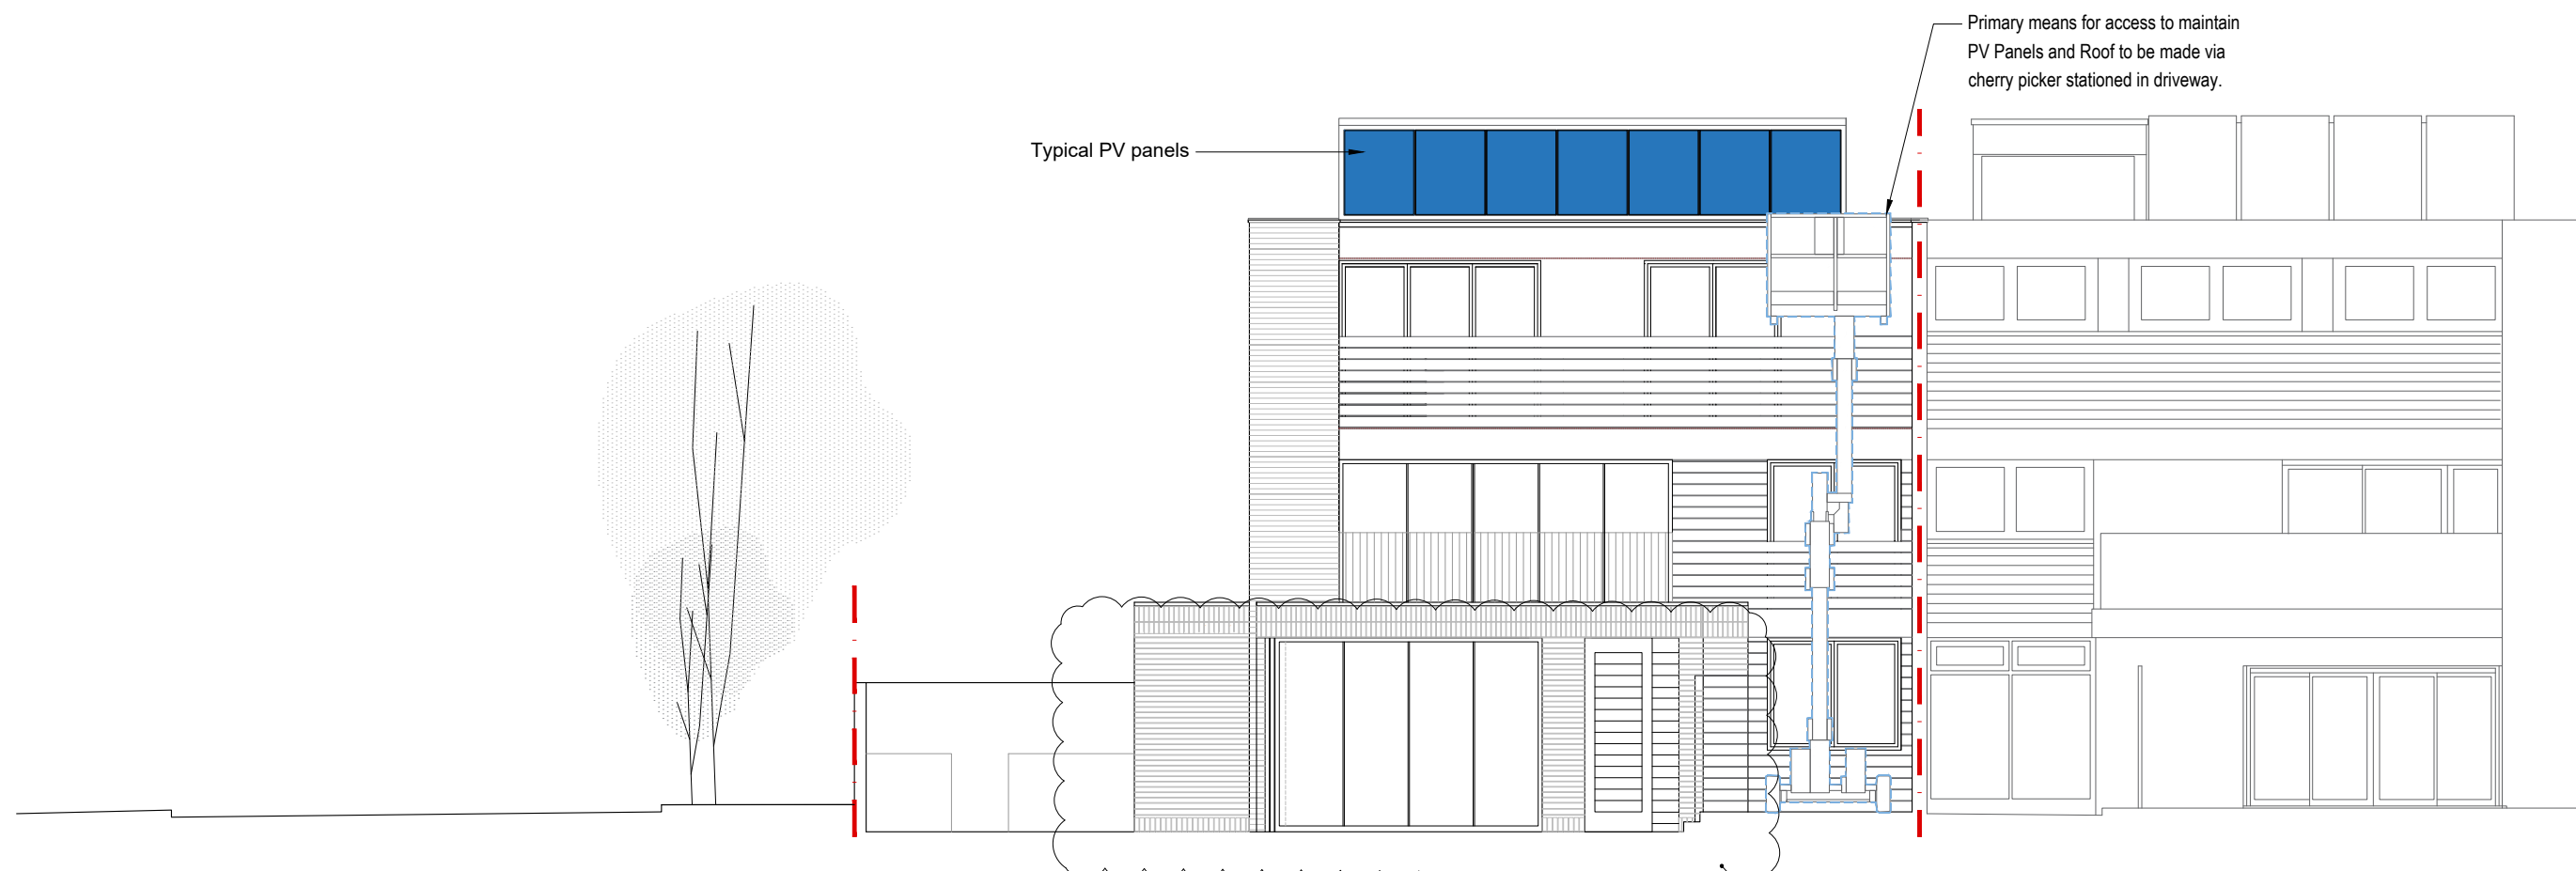 Primary means for access to maintain
PV Panels and Roof to be made via
cherry picker stationed in driveway.
Typical PV panels